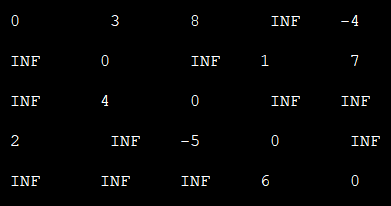 0 3 8 INF -4
INF 0 INF 1 7
INF 4 0 INF INF
2 INF -5 0 INF
INF INF INF 6 0